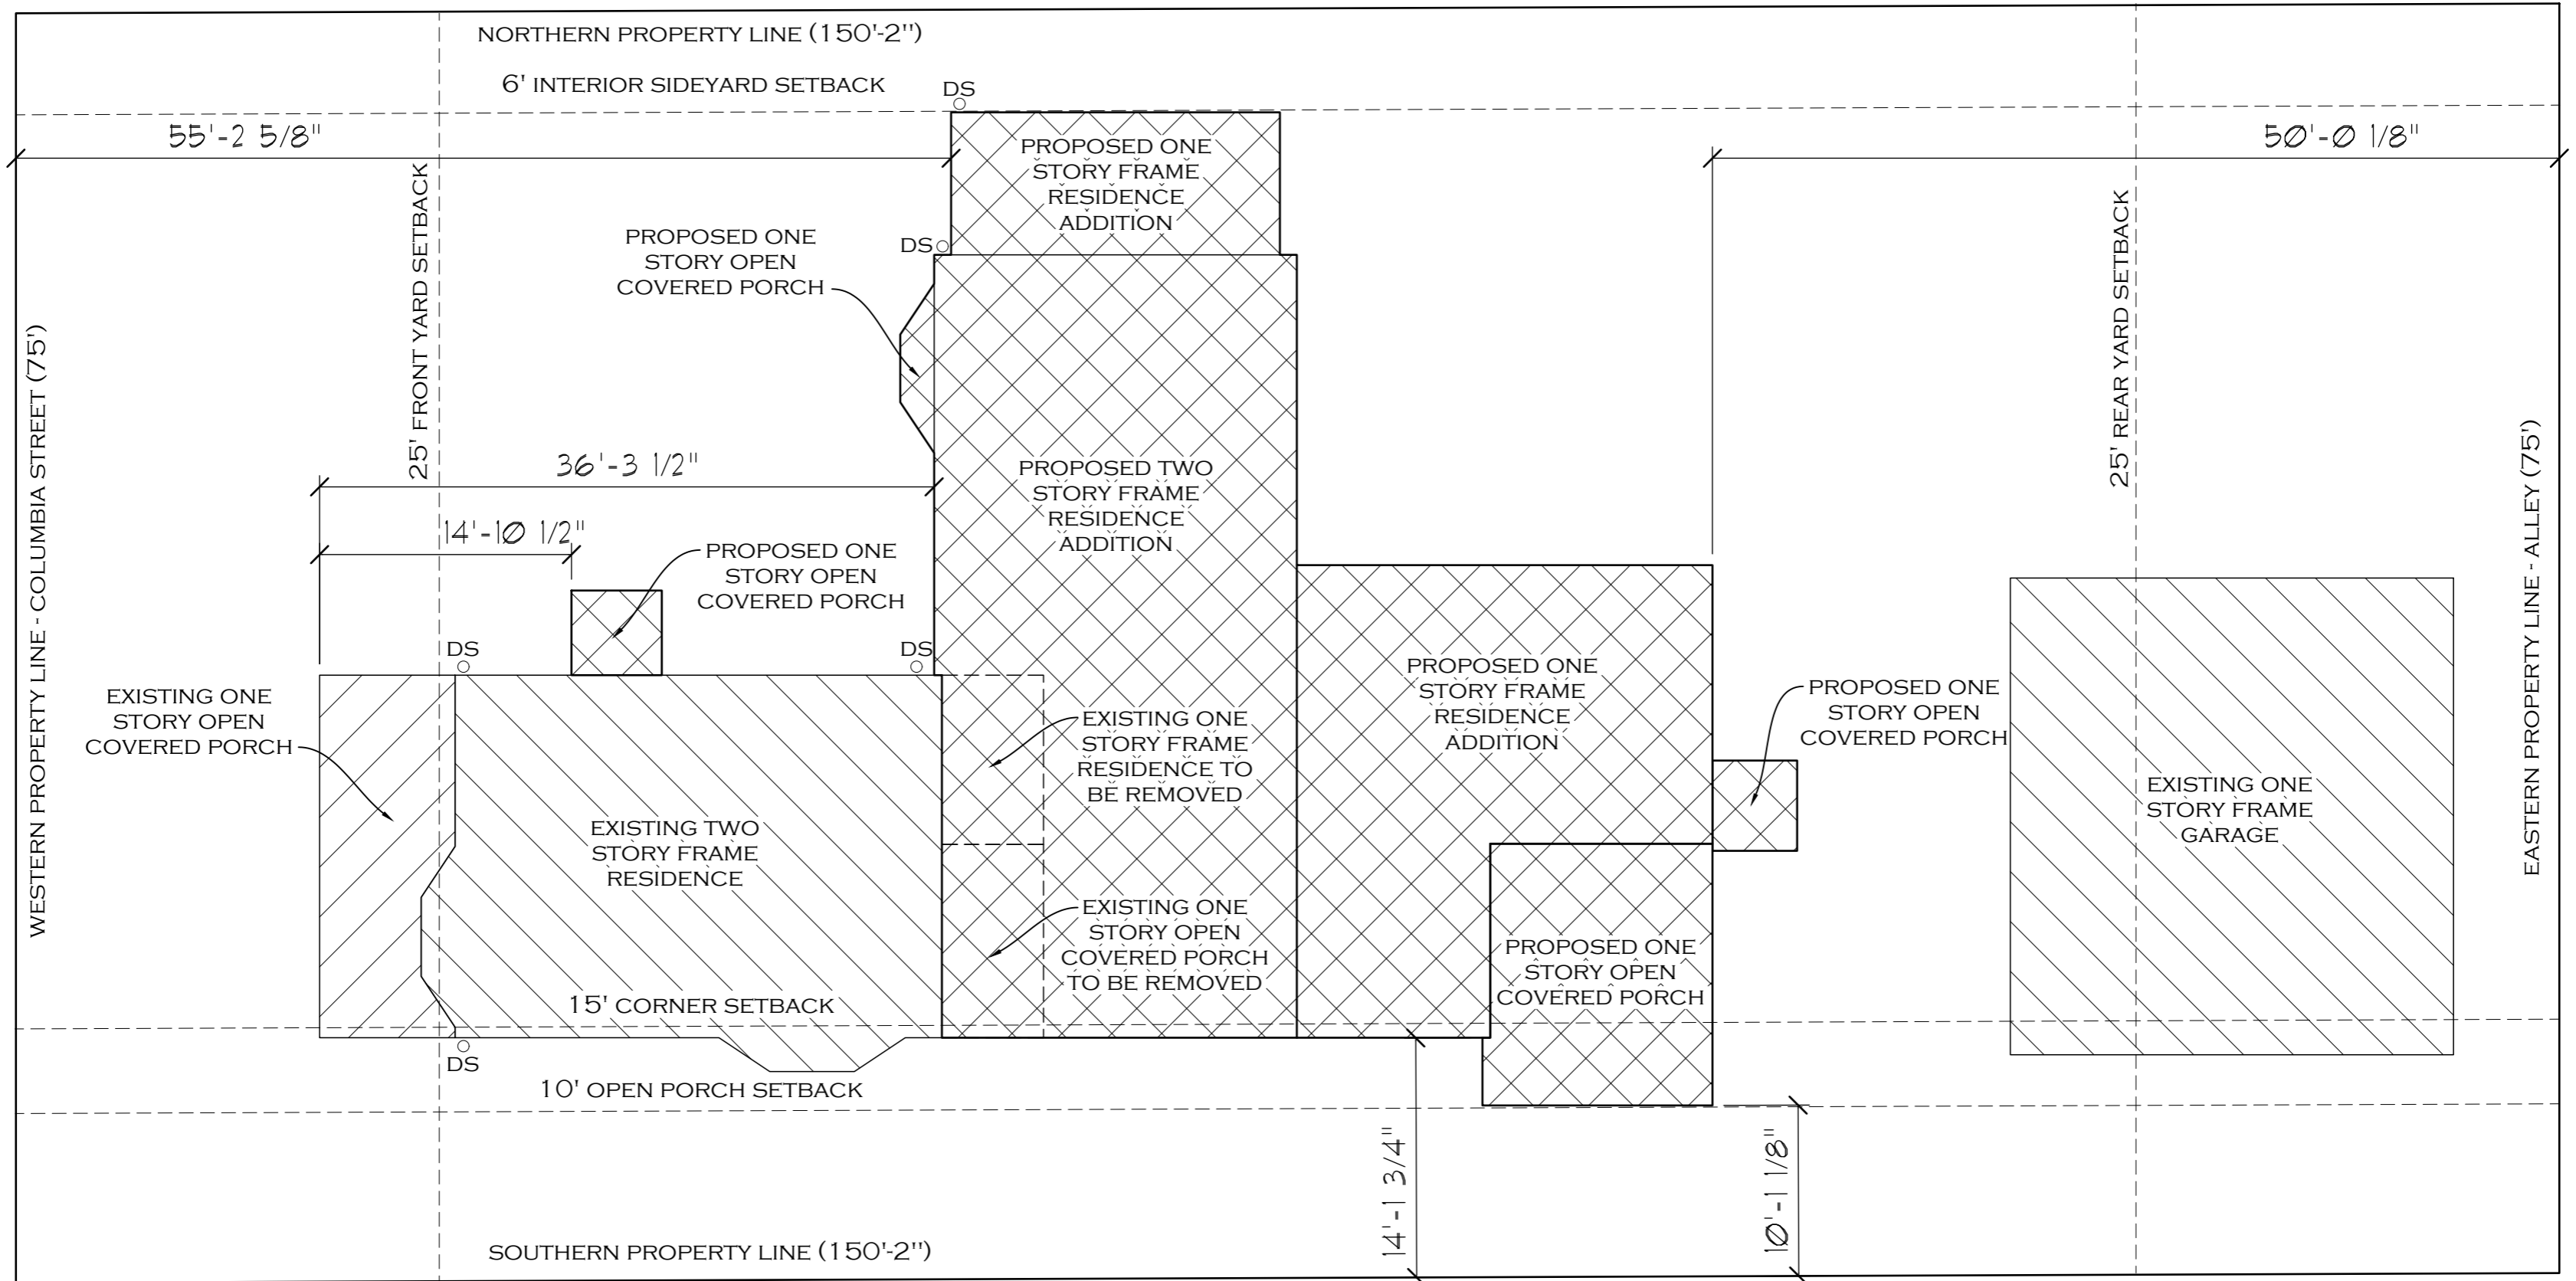 NORTHERN PROPERTY LINE (150'-2")
6' INTERIOR SIDEYARD SETBACK
DS
55'-2 5/8"
50'-0 1/8"
PROPOSED ONE
STORY FRAME
RESIDENCE
ADDITION
25' FRONT YARD SETBACK
25' REAR YARD SETBACK
DS
PROPOSED ONE
STORY OPEN
COVERED PORCH
WESTERN PROPERTY LINE - COLUMBIA STREET (75')
EASTERN PROPERTY LINE - ALLEY (75')
36'-3 1/2"
PROPOSED TWO
STORY FRAME
RESIDENCE
ADDITION
14'-10 1/2"
PROPOSED ONE
STORY OPEN
COVERED PORCH
DS
DS
EXISTING ONE
STORY OPEN
COVERED PORCH
PROPOSED ONE
STORY FRAME
RESIDENCE
ADDITION
PROPOSED ONE
STORY OPEN
COVERED PORCH
EXISTING ONE
STORY FRAME
RESIDENCE TO
BE REMOVED
EXISTING ONE
STORY FRAME
GARAGE
EXISTING TWO
STORY FRAME
RESIDENCE
EXISTING ONE
STORY OPEN
COVERED PORCH
TO BE REMOVED
PROPOSED ONE
STORY OPEN
COVERED PORCH
15' CORNER SETBACK
DS
10' OPEN PORCH SETBACK
14'-1 3/4"
10'-1 1/8"
SOUTHERN PROPERTY LINE (150'-2")